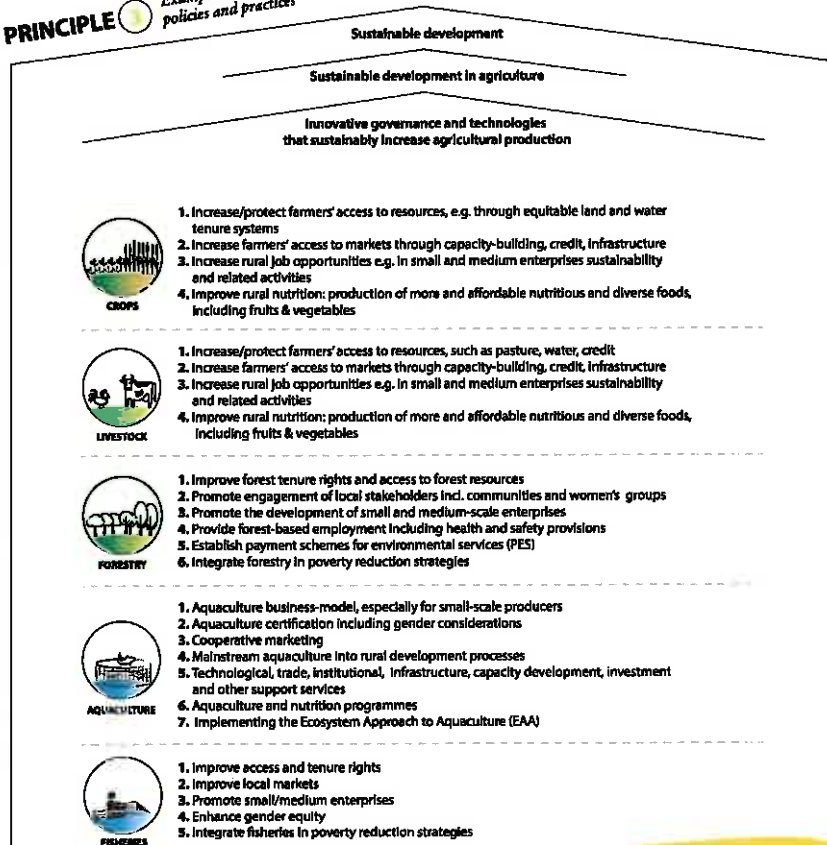 PRINCIPLE 3
policies and practices
Sustainable development
Sustainable development in agriculture
Innovative governance and technologies
that sustainably increase agricultural production
1. Increase/protect farmers' access to resources, e.g. through equitable land and water
tenure systems
2. Increase farmers' access to markets through capacity-building, credit, infrastructure
3. Increase rural job opportunities e.g. in small and medium enterprises sustainability
and related activities
4. Improve rural nutrition: production of more and affordable nutritious and diverse foods,
including fruits & vegetables
CROPS
1. Increase/protect farmers' access to resources, such as pasture, water, credit
2. Increase farmers' access to markets through capacity-building, credit, infrastructure
3. Increase rural job opportunities e.g. in small and medium enterprises sustainability
and related activities
4. Improve rural nutrition: production of more and affordable nutritious and diverse foods,
including fruits & vegetables
LIVESTOCK
1. Improve forest tenure rights and access to forest resources
2. Promote engagement of local stakeholders incl. communities and women's groups
3. Promote the development of small and medium-scale enterprises
4. Provide forest-based employment including health and safety provisions
5. Establish payment schemes for environmental services (PES)
6. Integrate forestry in poverty reduction strategies
FORESTRY
1. Aquaculture business-model, especially for small-scale producers
2. Aquaculture certification including gender considerations
3. Cooperative marketing
4. Mainstream aquaculture into rural development processes
5. Technological, trade, institutional, infrastructure, capacity development, investment
and other support services
6. Aquaculture and nutrition programmes
7. Implementing the Ecosystem Approach to Aquaculture (EAA)
AQUACULTURE
1. Improve access and tenure rights
2. Improve local markets
3. Promote small/medium enterprises
4. Enhance gender equity
5. Integrate fisheries in poverty reduction strategies
FISHERIES